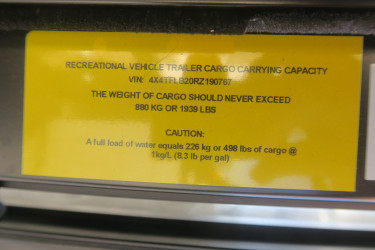 RECREATIONAL VEHICLE TRAILER CARGO CARRYING CAPACITY
VIN: 4X4TFLB20RZ190767
THE WEIGHT OF CARGO SHOULD NEVER EXCEED
880 KG OR 1939 LBS
CAUTION:
A full load of water equals 226 kg or 498 lbs of cargo @
1kg/L (8.3 lb per gal)